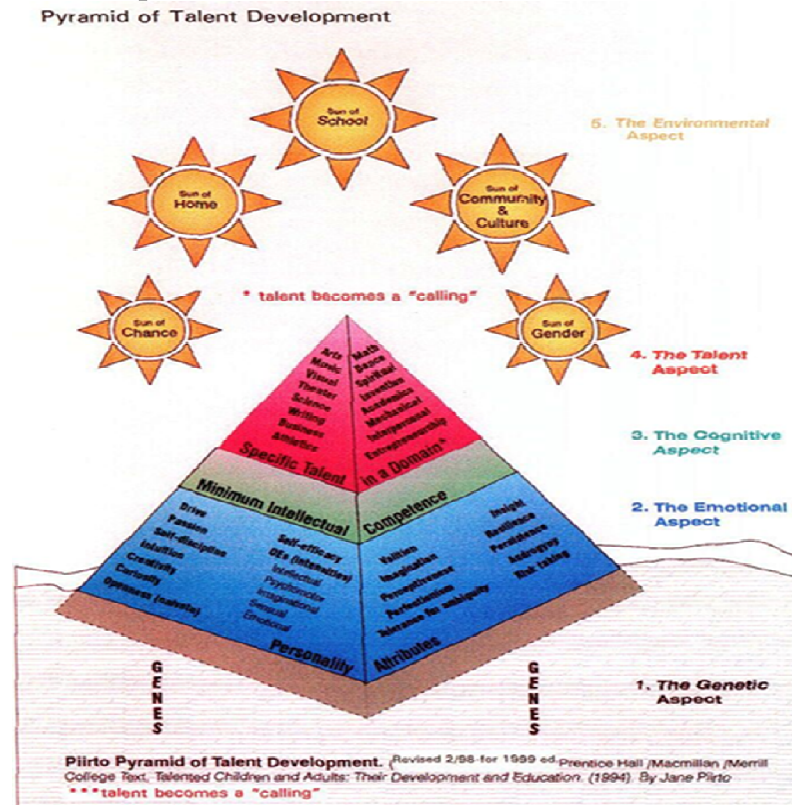 Pyramid of Talent Development
Sun of
School
5. The Environmental
Aspect
Sun of
Home
Sun of
Community
&
Culture
* talent becomes a "calling"
Sun of
Chance
Sun of
Gender
4. The Talent
Aspect
Arts
Music
Visual
Theater
Science
Writing
Business
Athletics
Math
Dance
Spiritual
Inventive
Academics
Mechanical
Interpersonal
Entrepreneurship
Specific Talent
in a Domain*
3. The Cognitive
Aspect
Minimum Intellectual
Competence
2. The Emotional
Aspect
Drive
Passion
Self-discipline
Intuition
Creativity
Curiosity
Openness (naivete)
Self-efficacy
OEs (intensities)
Intellectual
Psychomotor
Imaginational
Sensual
Emotional
Volition
Imagination
Perceptiveness
Perfectionism
Tolerance for ambiguity
Insight
Resilience
Persistence
Androgyny
Risk taking
Personality
Attributes
GENES
GENES
1. The Genetic
Aspect
Piirto Pyramid of Talent Development. (Revised 2/98 for 1999 ed. Prentice Hall /Macmillan /Merrill
College Text, Talented Children and Adults: Their Development and Education. (1994). By Jane Piirto
***talent becomes a "calling"